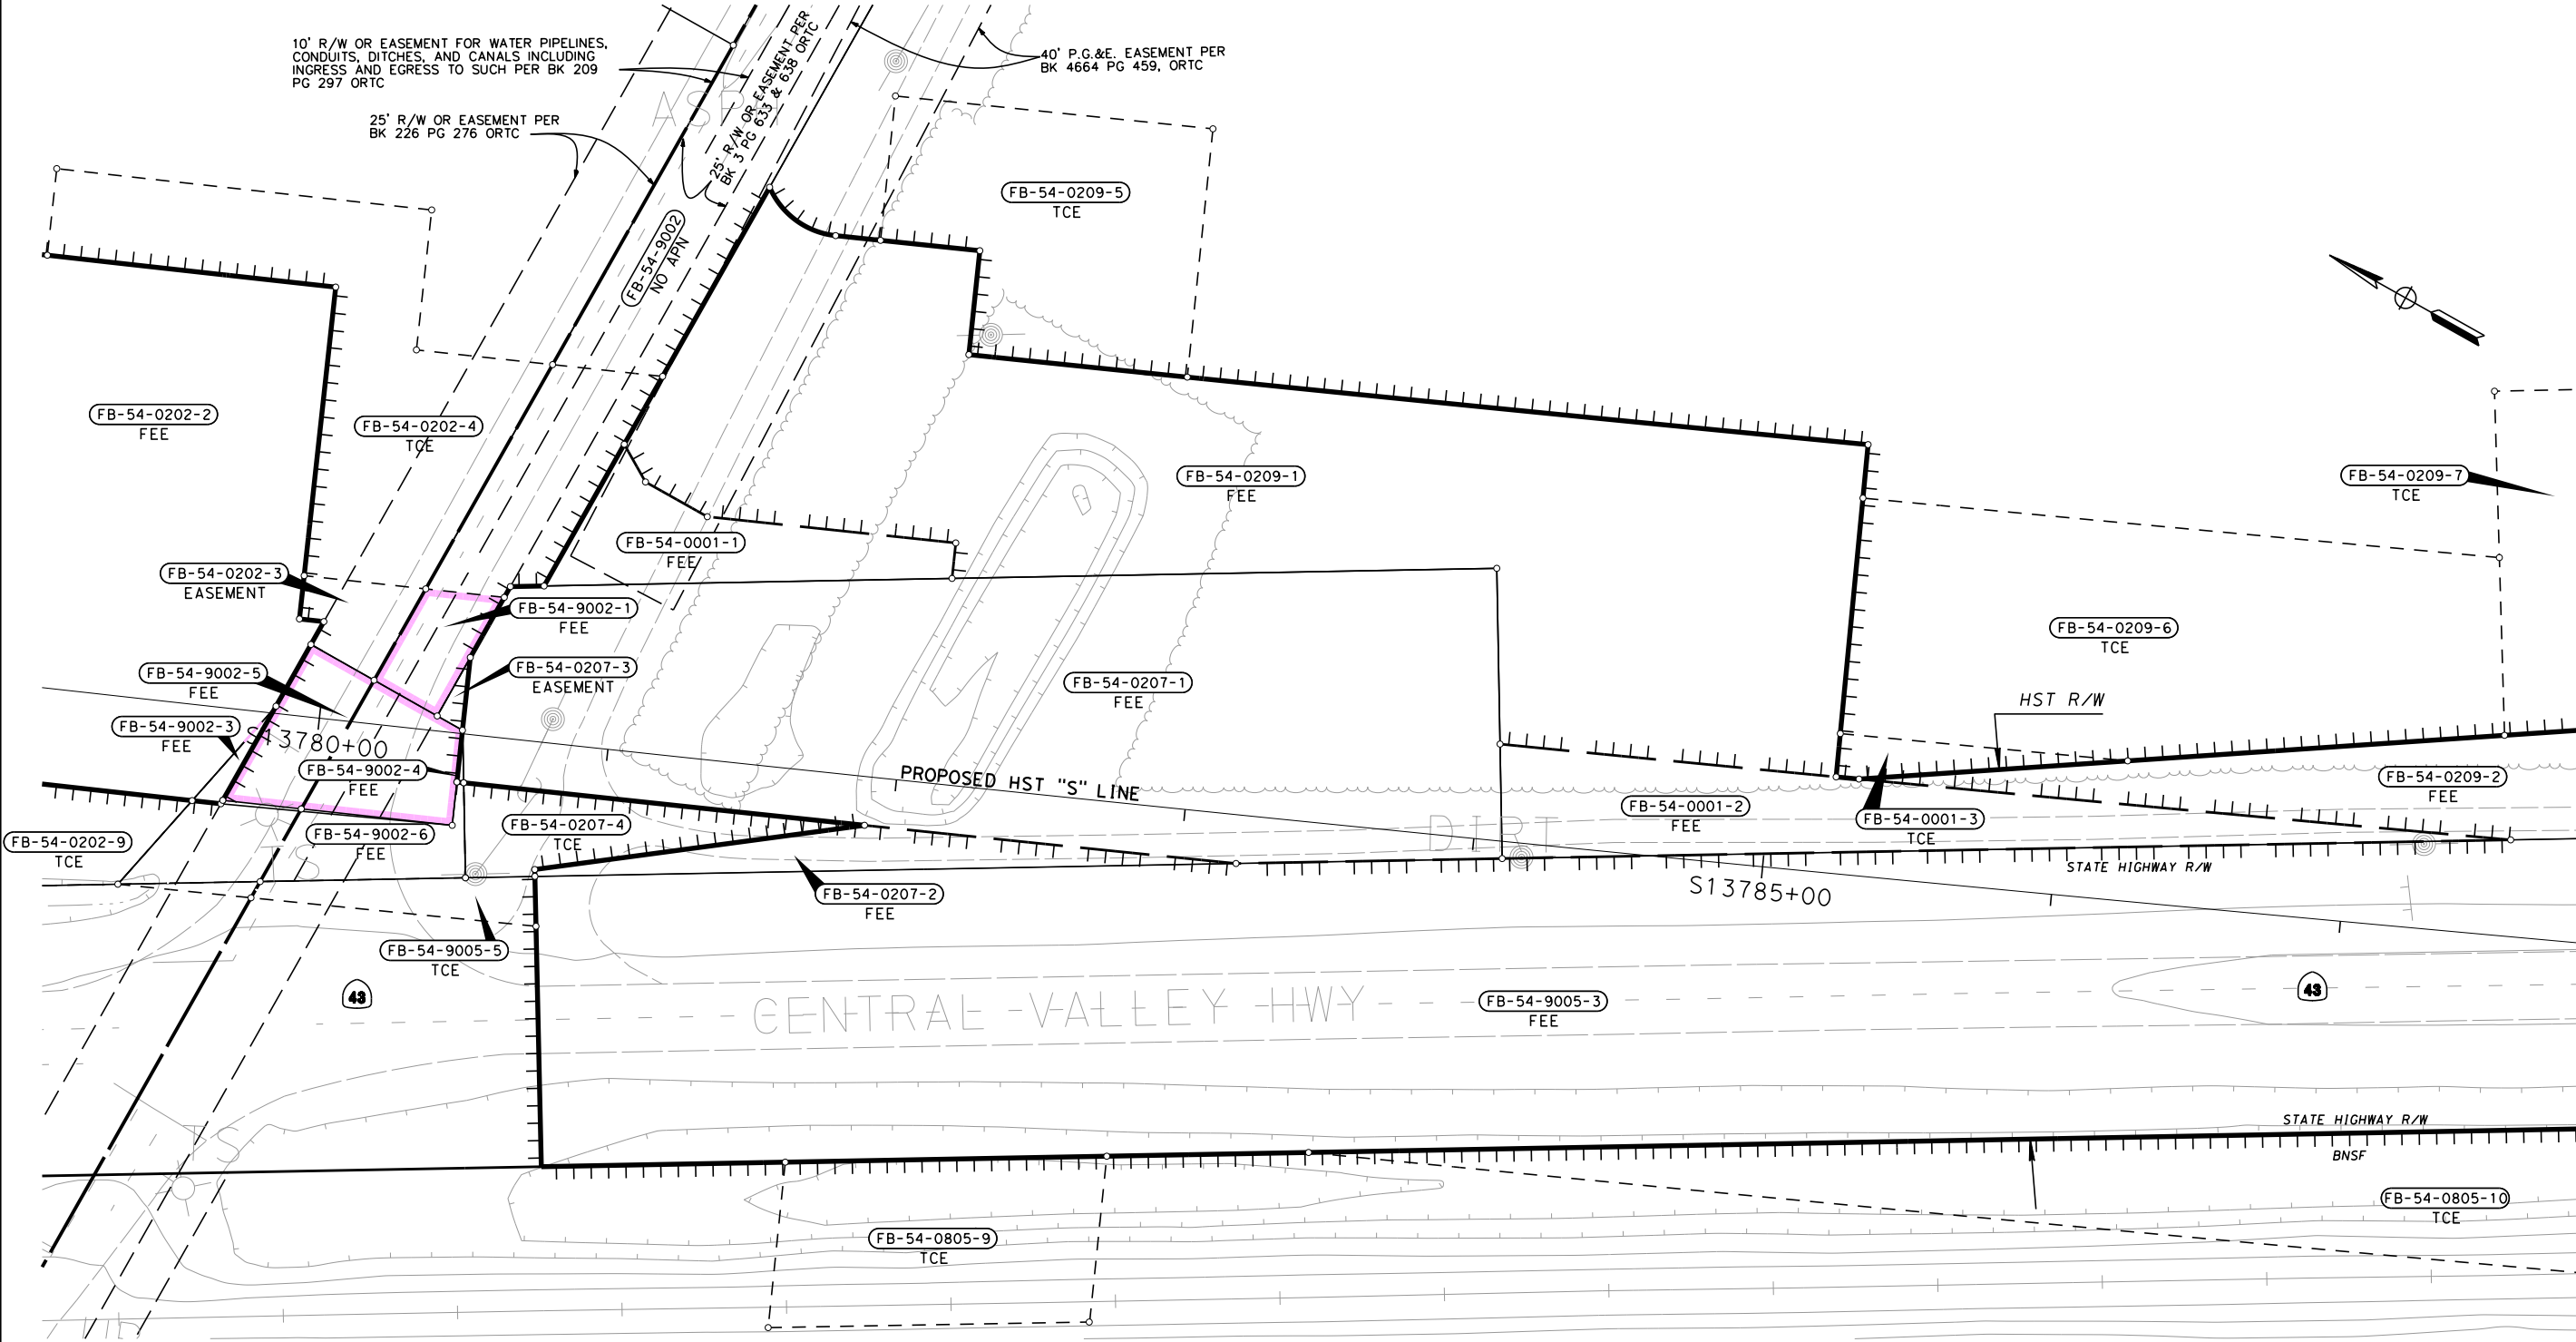 10' R/W OR EASEMENT FOR WATER PIPELINES,
CONDUITS, DITCHES, AND CANALS INCLUDING
INGRESS AND EGRESS TO SUCH PER BK 209
PG 297 ORTC
25' R/W OR EASEMENT PER
BK 226 PG 276 ORTC
25' R/W OR EASEMENT PER
BK 3 PG 633 & 638 ORTC
40' P.G.&E. EASEMENT PER
BK 4664 PG 459, ORTC
FB-54-9002
NO APN
FB-54-0209-5
TCE
FB-54-0202-2
FEE
FB-54-0202-4
TCE
FB-54-0209-1
FEE
FB-54-0209-7
TCE
FB-54-0001-1
FEE
FB-54-0202-3
EASEMENT
FB-54-9002-1
FEE
FB-54-0209-6
TCE
FB-54-9002-5
FEE
FB-54-0207-3
EASEMENT
FB-54-0207-1
FEE
HST R/W
FB-54-9002-3
FEE
S13780+00
FB-54-9002-4
FEE
PROPOSED HST "S" LINE
FB-54-0209-2
FEE
FB-54-0001-2
FEE
FB-54-0001-3
TCE
FB-54-0202-9
TCE
FB-54-9002-6
FEE
FB-54-0207-4
TCE
DIRT
STATE HIGHWAY R/W
FB-54-0207-2
FEE
S13785+00
FB-54-9005-5
TCE
43
CENTRAL VALLEY HWY
FB-54-9005-3
FEE
43
TS
STATE HIGHWAY R/W
BNSF
FB-54-0805-9
TCE
FB-54-0805-10
TCE